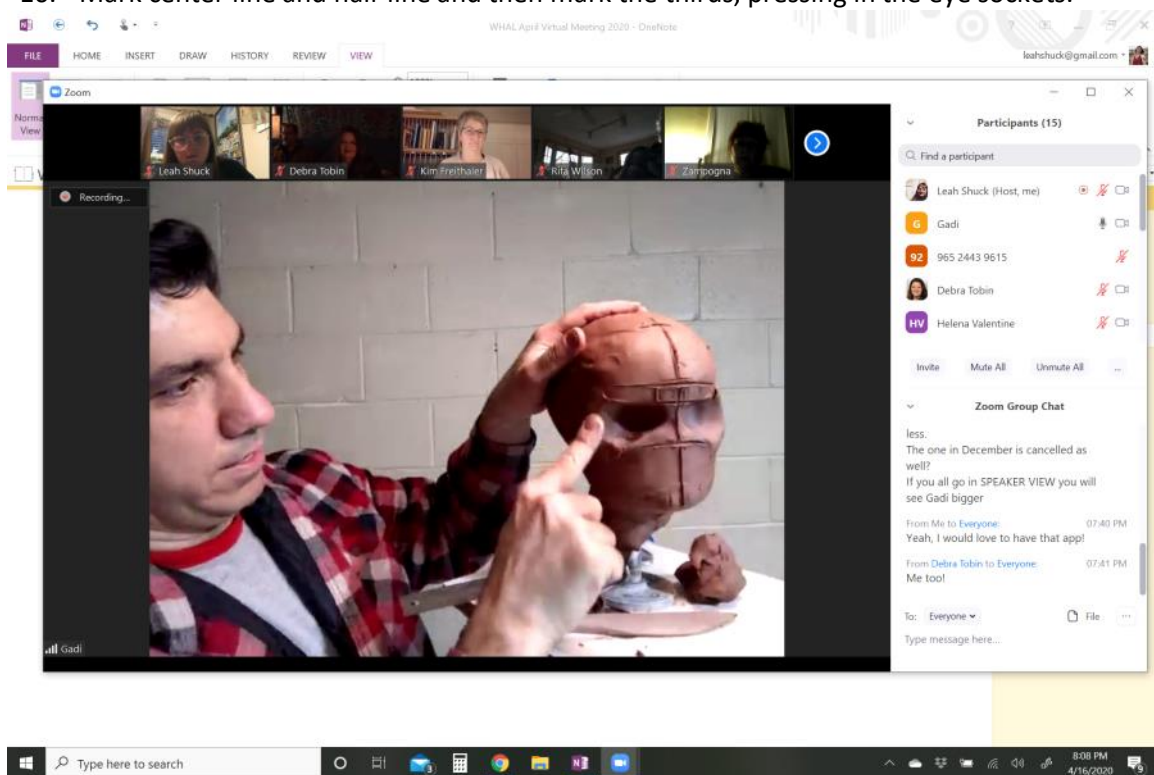 Mark center line and hair line and then mark the thirds, pressing in the eye sockets.
WHAL April Virtual Meeting 2020 - OneNote
FILE HOME INSERT DRAW HISTORY REVIEW VIEW
leahshuck@gmail.com
Zoom
Normal
View
Leah Shuck
Debra Tobin
Kim Freithaler
Rita Wilson
Zampogna
Recording...
Gadi
Participants (15)
Find a participant
Leah Shuck (Host, me)
G Gadi
92 965 2443 9615
Debra Tobin
HV Helena Valentine
Invite Mute All Unmute All ...
Zoom Group Chat
less.
The one in December is cancelled as
well?
If you all go in SPEAKER VIEW you will
see Gadi bigger
From Me to Everyone: 07:40 PM
Yeah, I would love to have that app!
From Debra Tobin to Everyone: 07:41 PM
Me too!
To: Everyone File ...
Type message here...
Type here to search
8:08 PM
4/16/2020